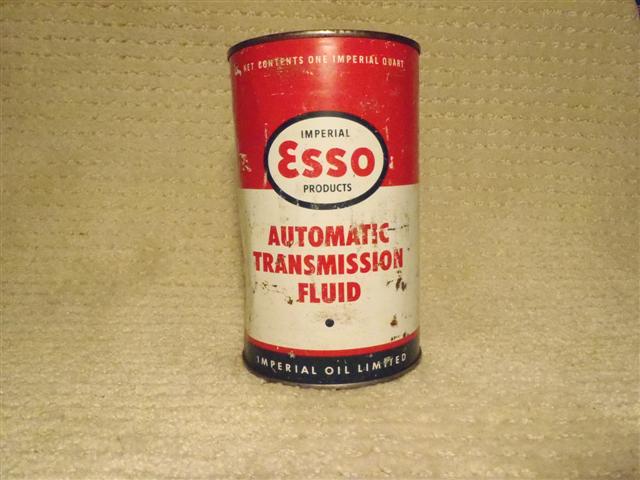 NET CONTENTS ONE IMPERIAL QUART
IMPERIAL
Esso
PRODUCTS
AUTOMATIC
TRANSMISSION
FLUID
IMPERIAL OIL LIMITED